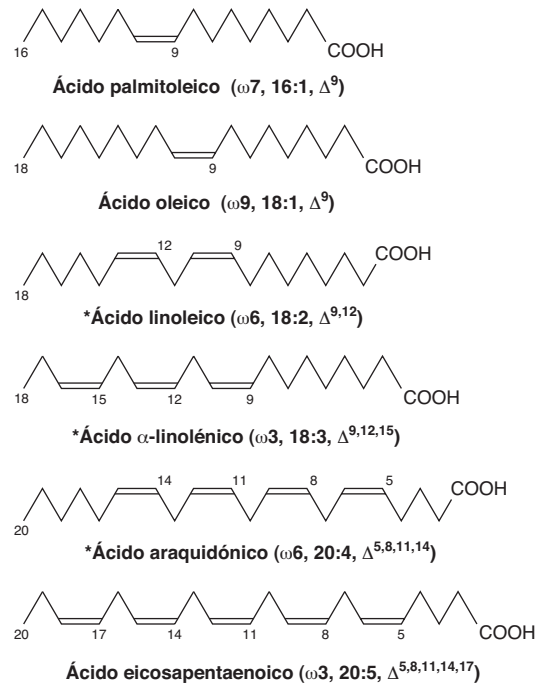 16 9 COOH
Ácido palmitoleico (ω7, 16:1, Δ⁹)
18 9 COOH
Ácido oleico (ω9, 18:1, Δ⁹)
12 9 COOH
18
*Ácido linoleico (ω6, 18:2, Δ⁹,¹²)
18 15 12 9 COOH
*Ácido α-linolénico (ω3, 18:3, Δ⁹,¹²,¹⁵)
14 11 8 5 COOH
20
*Ácido araquidónico (ω6, 20:4, Δ⁵,⁸,¹¹,¹⁴)
20 17 14 11 8 5 COOH
Ácido eicosapentaenoico (ω3, 20:5, Δ⁵,⁸,¹¹,¹⁴,¹⁷)